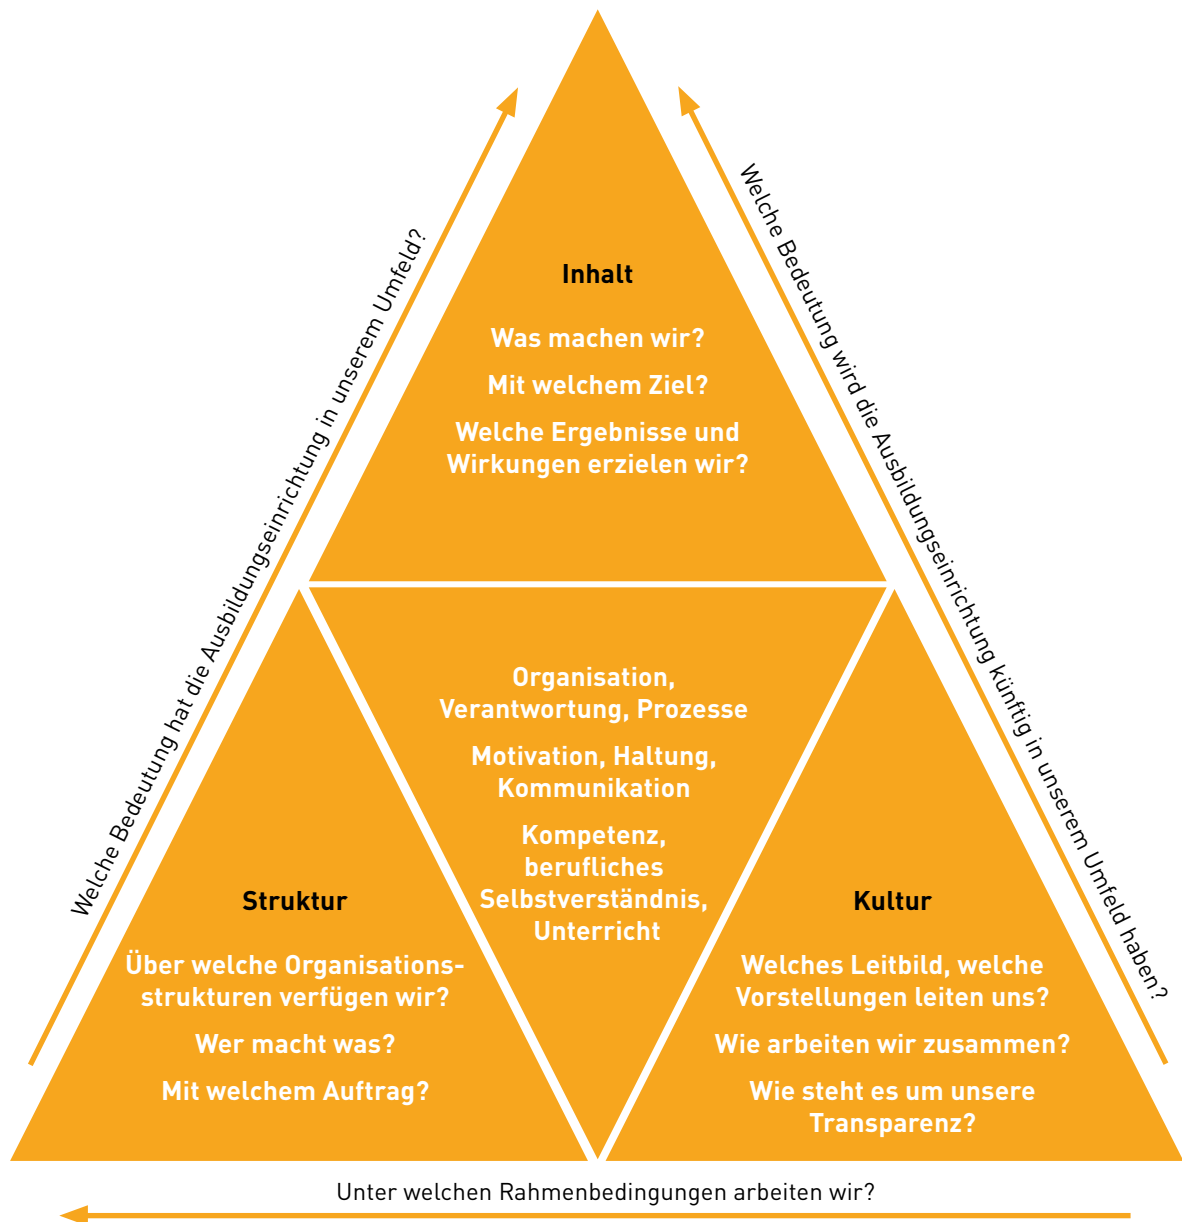 Welche Bedeutung hat die Ausbildungseinrichtung in unserem Umfeld?
Welche Bedeutung wird die Ausbildungseinrichtung künftig in unserem Umfeld haben?
Inhalt
Was machen wir?
Mit welchem Ziel?
Welche Ergebnisse und
Wirkungen erzielen wir?
Organisation,
Verantwortung, Prozesse
Motivation, Haltung,
Kommunikation
Kompetenz,
berufliches
Selbstverständnis,
Unterricht
Struktur
Über welche Organisations-
strukturen verfügen wir?
Wer macht was?
Mit welchem Auftrag?
Kultur
Welches Leitbild, welche
Vorstellungen leiten uns?
Wie arbeiten wir zusammen?
Wie steht es um unsere
Transparenz?
Unter welchen Rahmenbedingungen arbeiten wir?